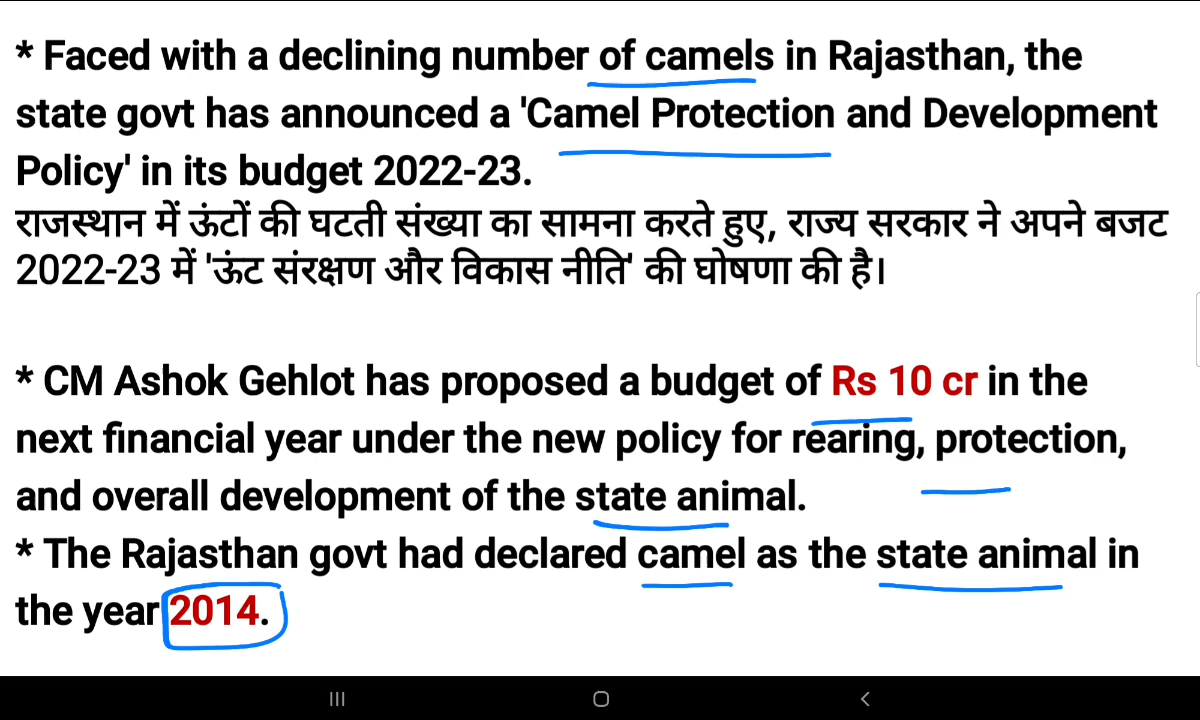 * Faced with a declining number of camels in Rajasthan, the
state govt has announced a 'Camel Protection and Development
Policy' in its budget 2022-23.
राजस्थान में ऊंटों की घटती संख्या का सामना करते हुए, राज्य सरकार ने अपने बजट
2022-23 में 'ऊंट संरक्षण और विकास नीति' की घोषणा की है।
* CM Ashok Gehlot has proposed a budget of Rs 10 cr in the
next financial year under the new policy for rearing, protection,
and overall development of the state animal.
* The Rajasthan govt had declared camel as the state animal in
the year 2014.